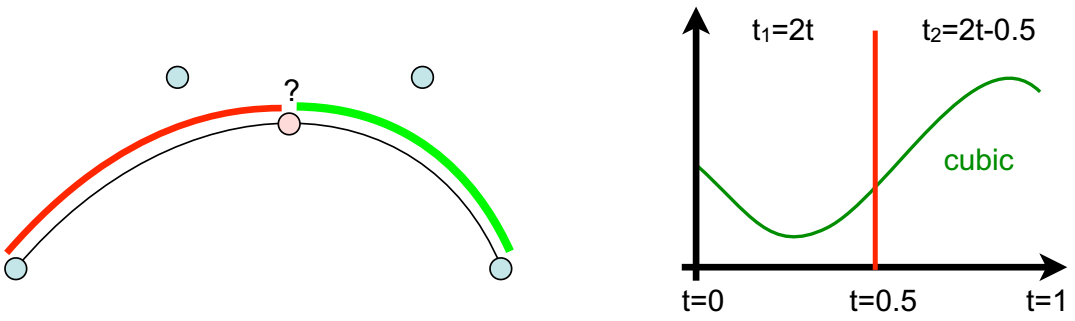 ?
t₁=2t
t₂=2t-0.5
cubic
t=0
t=0.5
t=1